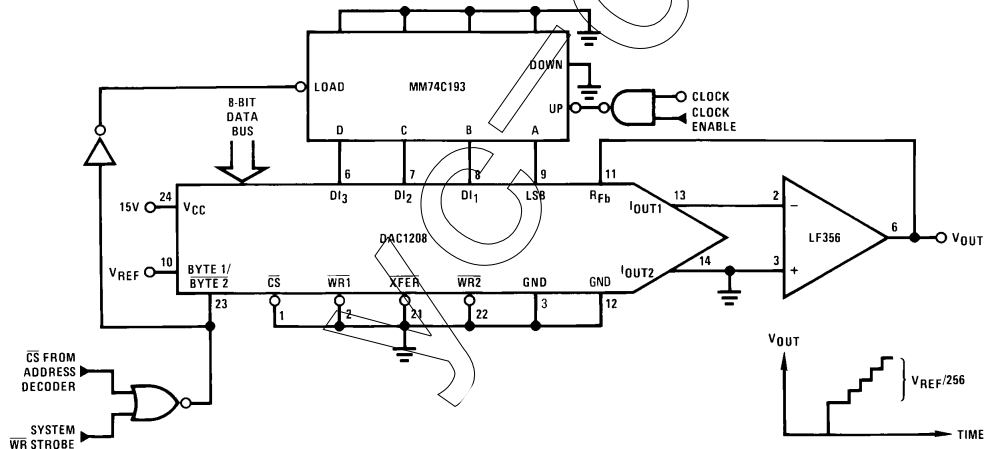 DOWN
LOAD
MM74C193
8-BIT
DATA
BUS
UP
CLOCK
CLOCK
ENABLE
D
C
B
A
6
7
8
9
11
24
15V
VCC
DI3
DI2
DI1
LSB
RFb
IOUT1
13
2
−
LF356
6
VOUT
DAC1208
VREF
10
BYTE 1/
BYTE 2
CS
WR1
XFER
WR2
GND
GND
IOUT2
14
3
+
23
1
2
21
22
3
12
CS FROM
ADDRESS
DECODER
SYSTEM
WR STROBE
VOUT
VREF/256
TIME